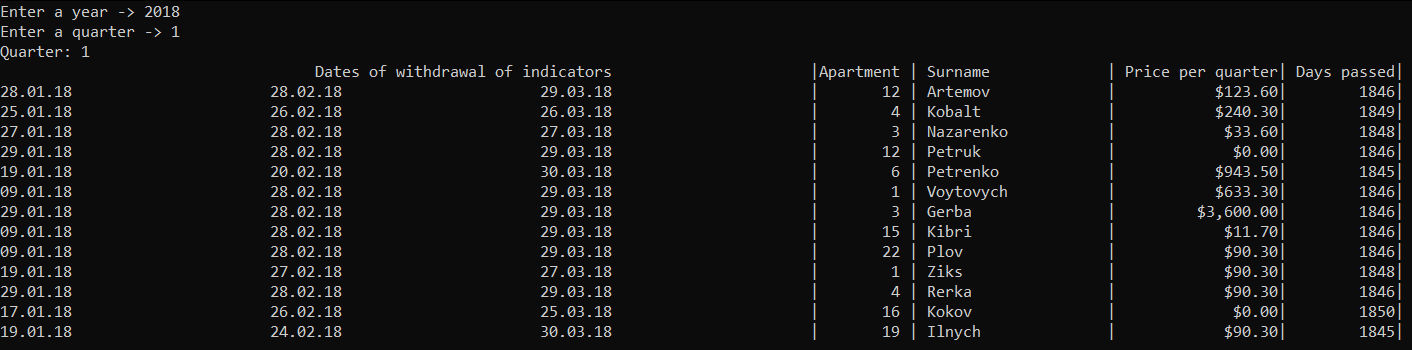 Enter a year -> 2018
Enter a quarter -> 1
Quarter: 1
Dates of withdrawal of indicators |Apartment | Surname | Price per quarter| Days passed|
28.01.18 28.02.18 29.03.18 | 12 | Artemov | $123.60| 1846|
25.01.18 26.02.18 26.03.18 | 4 | Kobalt | $240.30| 1849|
27.01.18 28.02.18 27.03.18 | 3 | Nazarenko | $33.60| 1848|
29.01.18 28.02.18 29.03.18 | 12 | Petruk | $0.00| 1846|
19.01.18 20.02.18 30.03.18 | 6 | Petrenko | $943.50| 1845|
09.01.18 28.02.18 29.03.18 | 1 | Voytovych | $633.30| 1846|
29.01.18 28.02.18 29.03.18 | 3 | Gerba | $3,600.00| 1846|
09.01.18 28.02.18 29.03.18 | 15 | Kibri | $11.70| 1846|
09.01.18 28.02.18 29.03.18 | 22 | Plov | $90.30| 1846|
19.01.18 27.02.18 27.03.18 | 1 | Ziks | $90.30| 1848|
29.01.18 28.02.18 29.03.18 | 4 | Rerka | $90.30| 1846|
17.01.18 26.02.18 25.03.18 | 16 | Kokov | $0.00| 1850|
19.01.18 24.02.18 30.03.18 | 19 | Ilnych | $90.30| 1845|